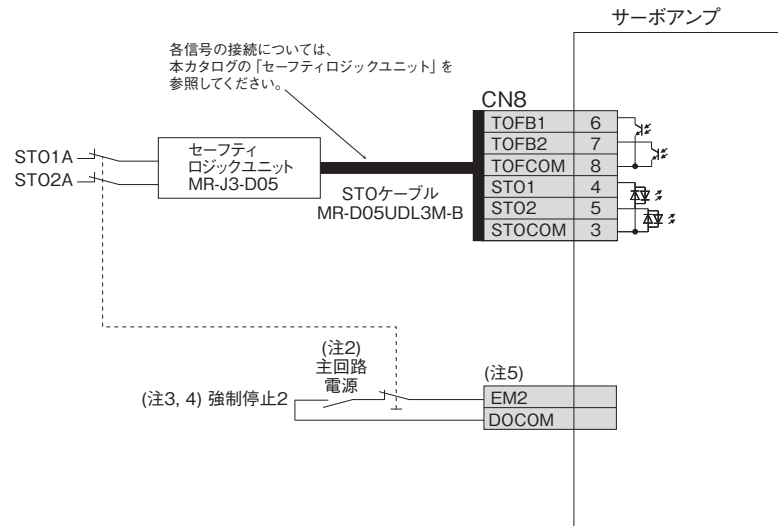 サーボアンプ
各信号の接続については、
本カタログの「セーフティロジックユニット」を
参照してください。
CN8
TOFB1 6
TOFB2 7
TOFCOM 8
STO1 4
STO2 5
STOCOM 3
STO1A
STO2A
セーフティ
ロジックユニット
MR-J3-D05
STOケーブル
MR-D05UDL3M-B
(注2)
主回路
電源
(注3, 4) 強制停止2
(注5)
EM2
DOCOM